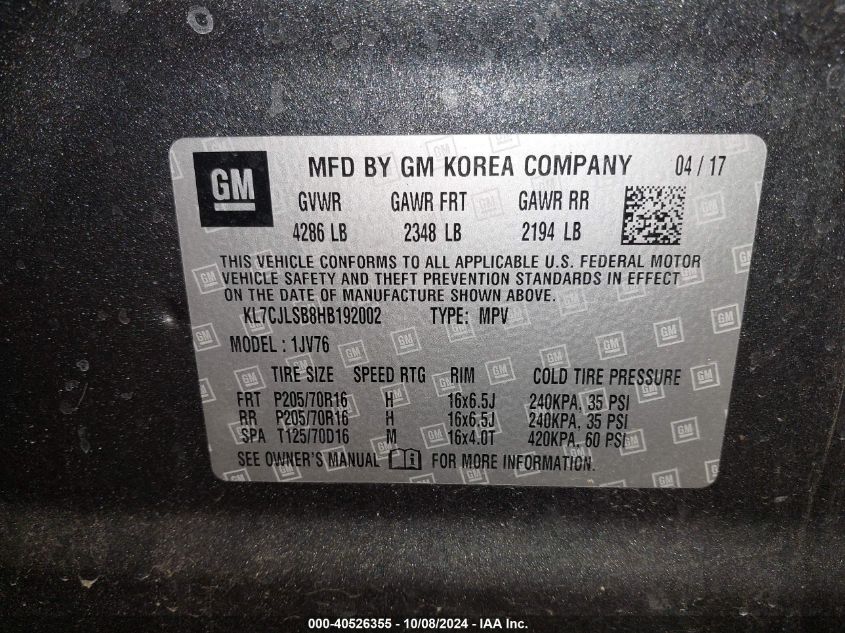 GM
MFD BY GM KOREA COMPANY 04 / 17
GVWR GAWR FRT GAWR RR
4286 LB 2348 LB 2194 LB
THIS VEHICLE CONFORMS TO ALL APPLICABLE U.S. FEDERAL MOTOR
VEHICLE SAFETY AND THEFT PREVENTION STANDARDS IN EFFECT
ON THE DATE OF MANUFACTURE SHOWN ABOVE.
KL7CJLSB8HB192002 TYPE: MPV
MODEL : 1JV76
TIRE SIZE SPEED RTG RIM COLD TIRE PRESSURE
FRT P205/70R16 H 16x6.5J 240KPA, 35 PSI
RR P205/70R16 H 16x6.5J 240KPA, 35 PSI
SPA T125/70D16 M 16x4.0T 420KPA, 60 PSI
SEE OWNER'S MANUAL FOR MORE INFORMATION.
000-40526355 - 10/08/2024 - IAA Inc.